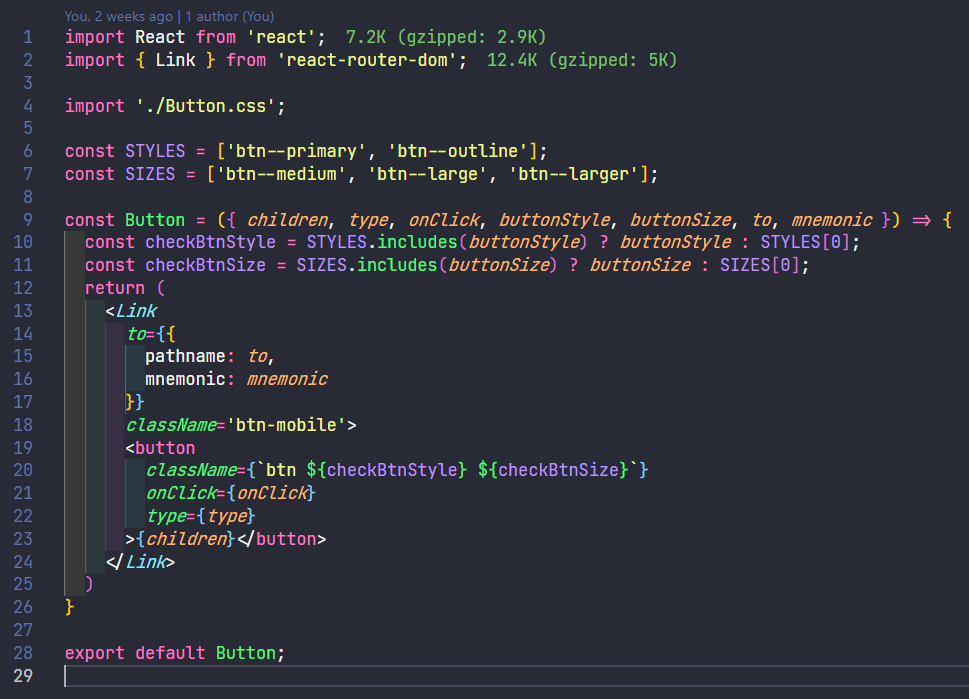 You, 2 weeks ago | 1 author (You)
1 import React from 'react'; 7.2K (gzipped: 2.9K)
2 import { Link } from 'react-router-dom'; 12.4K (gzipped: 5K)
3
4 import './Button.css';
5
6 const STYLES = ['btn--primary', 'btn--outline'];
7 const SIZES = ['btn--medium', 'btn--large', 'btn--larger'];
8
9 const Button = ({ children, type, onClick, buttonStyle, buttonSize, to, mnemonic }) => {
10   const checkBtnStyle = STYLES.includes(buttonStyle) ? buttonStyle : STYLES[0];
11   const checkBtnSize = SIZES.includes(buttonSize) ? buttonSize : SIZES[0];
12   return (
13     <Link
14       to={{
15         pathname: to,
16         mnemonic: mnemonic
17       }}
18       className='btn-mobile'>
19       <button
20         className={`btn ${checkBtnStyle} ${checkBtnSize}`}
21         onClick={onClick}
22         type={type}
23       >{children}</button>
24     </Link>
25   )
26 }
27
28 export default Button;
29